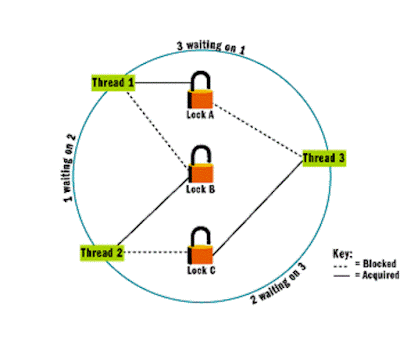 3 waiting on 1
Thread 1
Lock A
1 waiting on 2
Thread 3
Lock B
Thread 2
Lock C
2 waiting on 3
Key:
--- = Blocked
— = Acquired